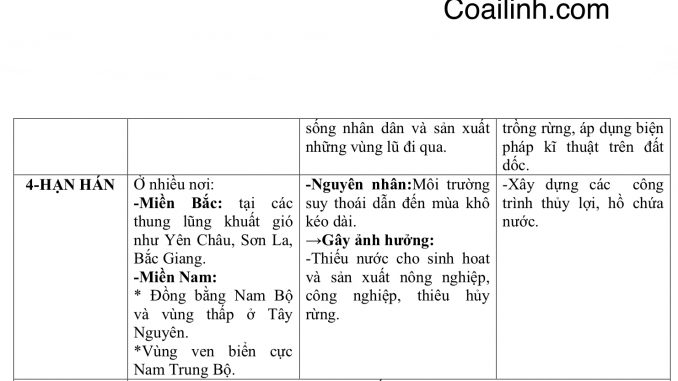 Coailinh.com
sống nhân dân và sản xuất
những vùng lũ đi qua.
trồng rừng, áp dụng biện
pháp kĩ thuật trên đất
dốc.
4-HẠN HÁN
Ở nhiều nơi:
-Miền Bắc: tại các
thung lũng khuất gió
như Yên Châu, Sơn La,
Bắc Giang.
-Miền Nam:
* Đồng bằng Nam Bộ
và vùng thấp ở Tây
Nguyên.
*Vùng ven biển cực
Nam Trung Bộ.
-Nguyên nhân:Môi trường
suy thoái dẫn đến mùa khô
kéo dài.
→Gây ảnh hưởng:
-Thiếu nước cho sinh hoat
và sản xuất nông nghiệp,
công nghiệp, thiêu hủy
rừng.
-Xây dựng các công
trình thủy lợi, hồ chứa
nước.